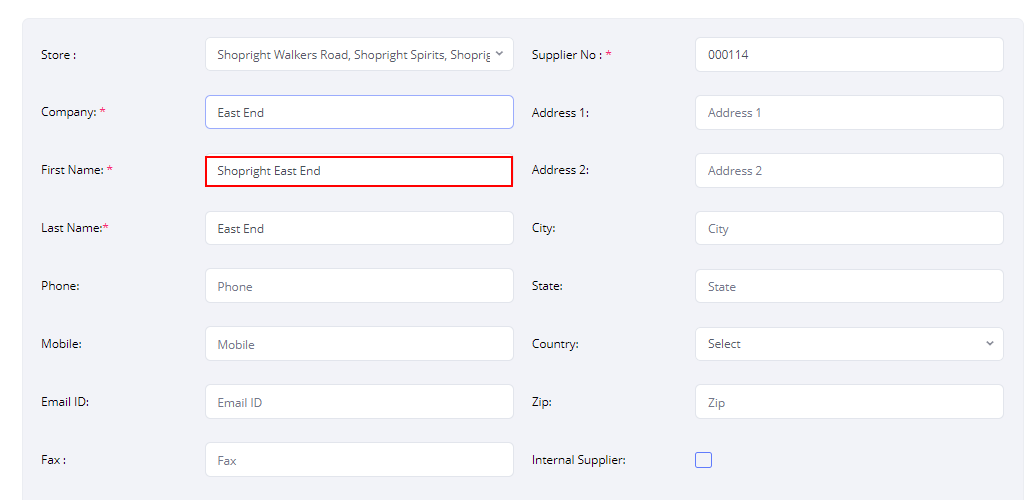 Store : Shopright Walkers Road, Shopright Spirits, Shoprig Supplier No : * 000114
Company: * East End Address 1: Address 1
First Name: * Shopright East End Address 2: Address 2
Last Name:* East End City: City
Phone: Phone State: State
Mobile: Mobile Country: Select
Email ID: Email ID Zip: Zip
Fax : Fax Internal Supplier: